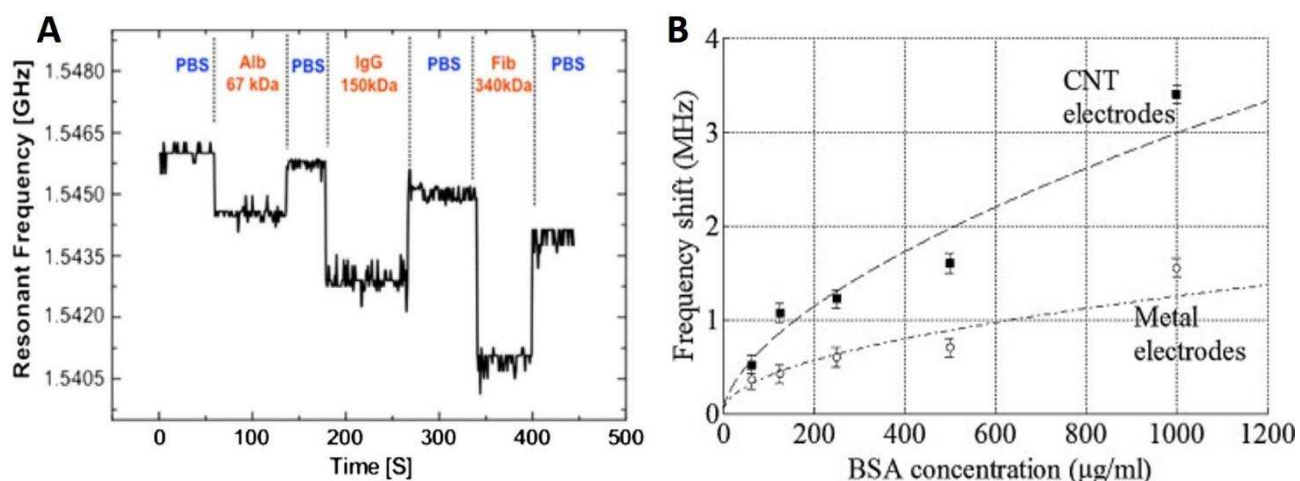 A
PBS Alb PBS IgG PBS Fib PBS
67 kDa 150kDa 340kDa
Resonant Frequency [GHz]
1.5480
1.5465
1.5460
1.5450
1.5435
1.5420
1.5405
0 100 200 300 400 500
Time [S]
B
Frequency shift (MHz)
4
3
2
1
0
CNT
electrodes
Metal
electrodes
0 200 400 600 800 1000 1200
BSA concentration (µg/ml)